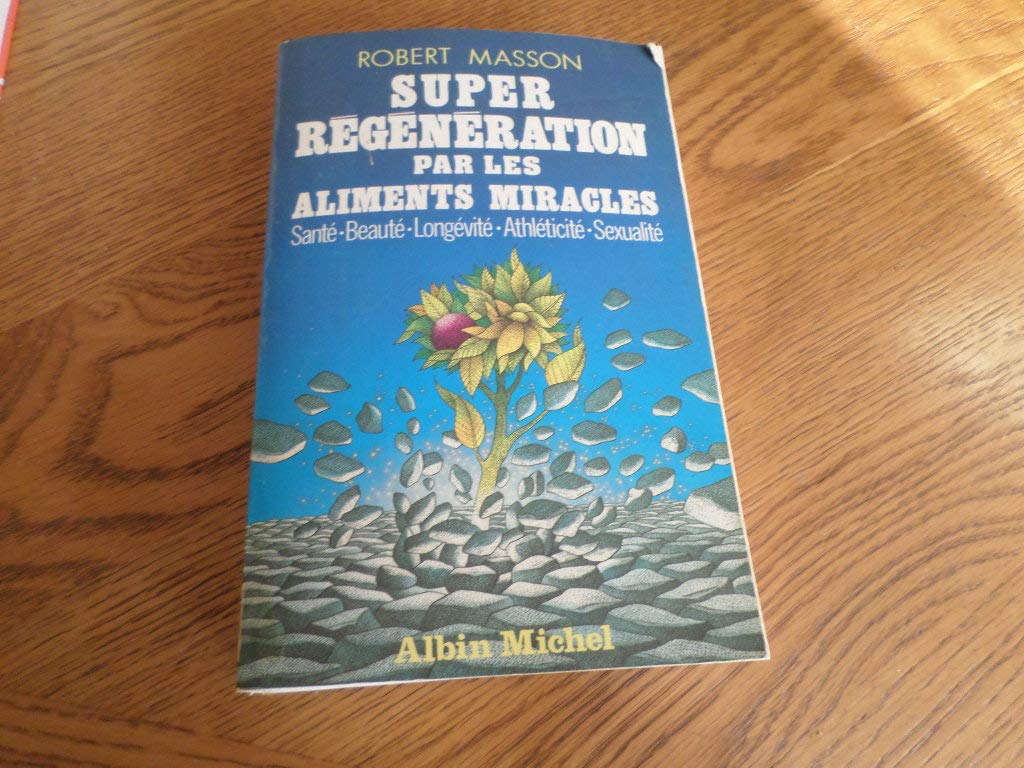 ROBERT MASSON
SUPER
RÉGÉNÉRATION
PAR LES
ALIMENTS MIRACLES
Santé·Beauté·Longévité·Athléticité·Sexualité
Albin Michel